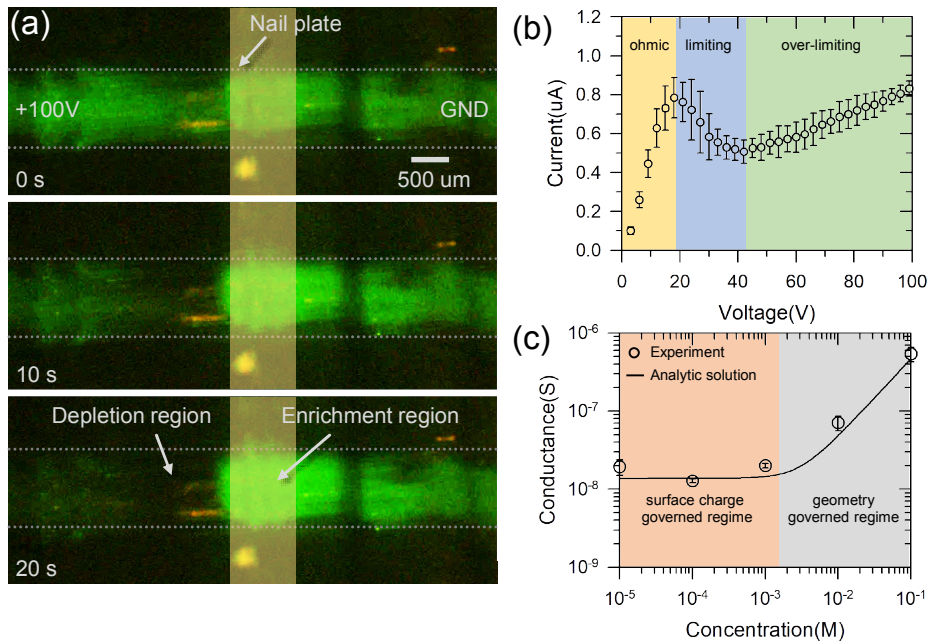 (a)
Nail plate
+100V
GND
500 um
0 s
10 s
Depletion region
Enrichment region
20 s
(b)
ohmic
limiting
over-limiting
Current(uA)
1.2
1.0
0.8
0.6
0.4
0.2
0.0
0 20 40 60 80 100
Voltage(V)
(c)
Experiment
Analytic solution
Conductance(S)
10⁻⁶
10⁻⁷
10⁻⁸
10⁻⁹
surface charge
governed regime
geometry
governed regime
10⁻⁵ 10⁻⁴ 10⁻³ 10⁻² 10⁻¹
Concentration(M)